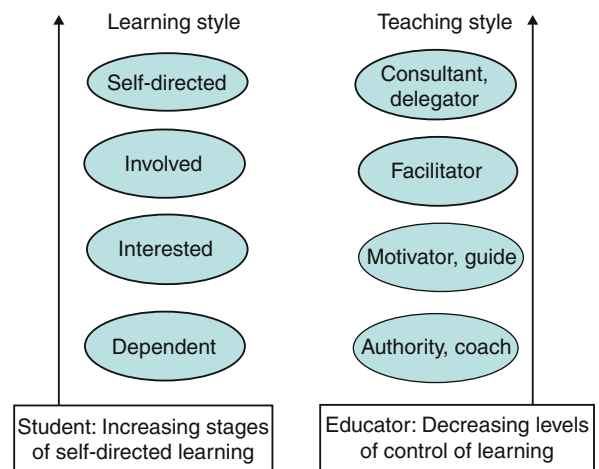 Learning style
Self-directed
Involved
Interested
Dependent
Student: Increasing stages
of self-directed learning
Teaching style
Consultant,
delegator
Facilitator
Motivator, guide
Authority, coach
Educator: Decreasing levels
of control of learning